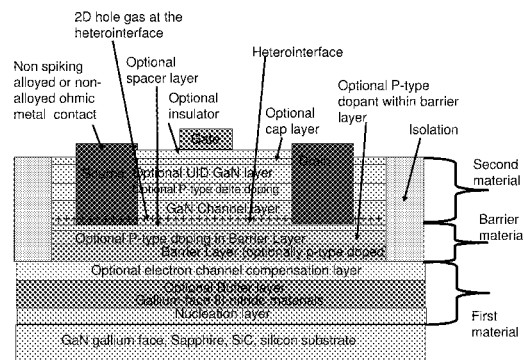 2D hole gas at the
heterointerface
Optional
spacer layer
Heterointerface
Non spiking
alloyed or non-
alloyed ohmic
metal contact
Optional
insulator
Optional P-type
dopant within barrier
layer
Gate
Optional
cap layer
Isolation
Source
Optional UID GaN layer
Drain
Second
material
Optional P-type delta doping
GaN Channel layer
Barrier
material
Optional P-type doping in Barrier Layer
Barrier Layer (optionally p-type doped
Optional electron channel compensation layer
Optional Buffer layer
Gallium face III-nitride materials
Nucleation layer
First
material
GaN gallium face, Sapphire, SiC, silicon substrate